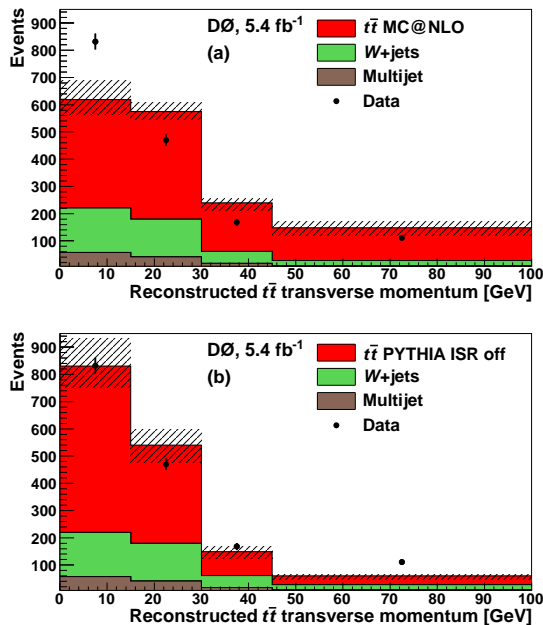 Events
900
800
700
600
500
400
300
200
100
DØ, 5.4 fb⁻¹
(a)
tt̄ MC@NLO
W+jets
Multijet
Data
0 10 20 30 40 50 60 70 80 90 100
Reconstructed tt̄ transverse momentum [GeV]
Events
900
800
700
600
500
400
300
200
100
DØ, 5.4 fb⁻¹
(b)
tt̄ PYTHIA ISR off
W+jets
Multijet
Data
0 10 20 30 40 50 60 70 80 90 100
Reconstructed tt̄ transverse momentum [GeV]